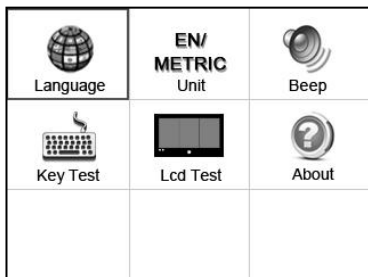 Language
EN/
METRIC
Unit
Beep
Key Test
Lcd Test
About